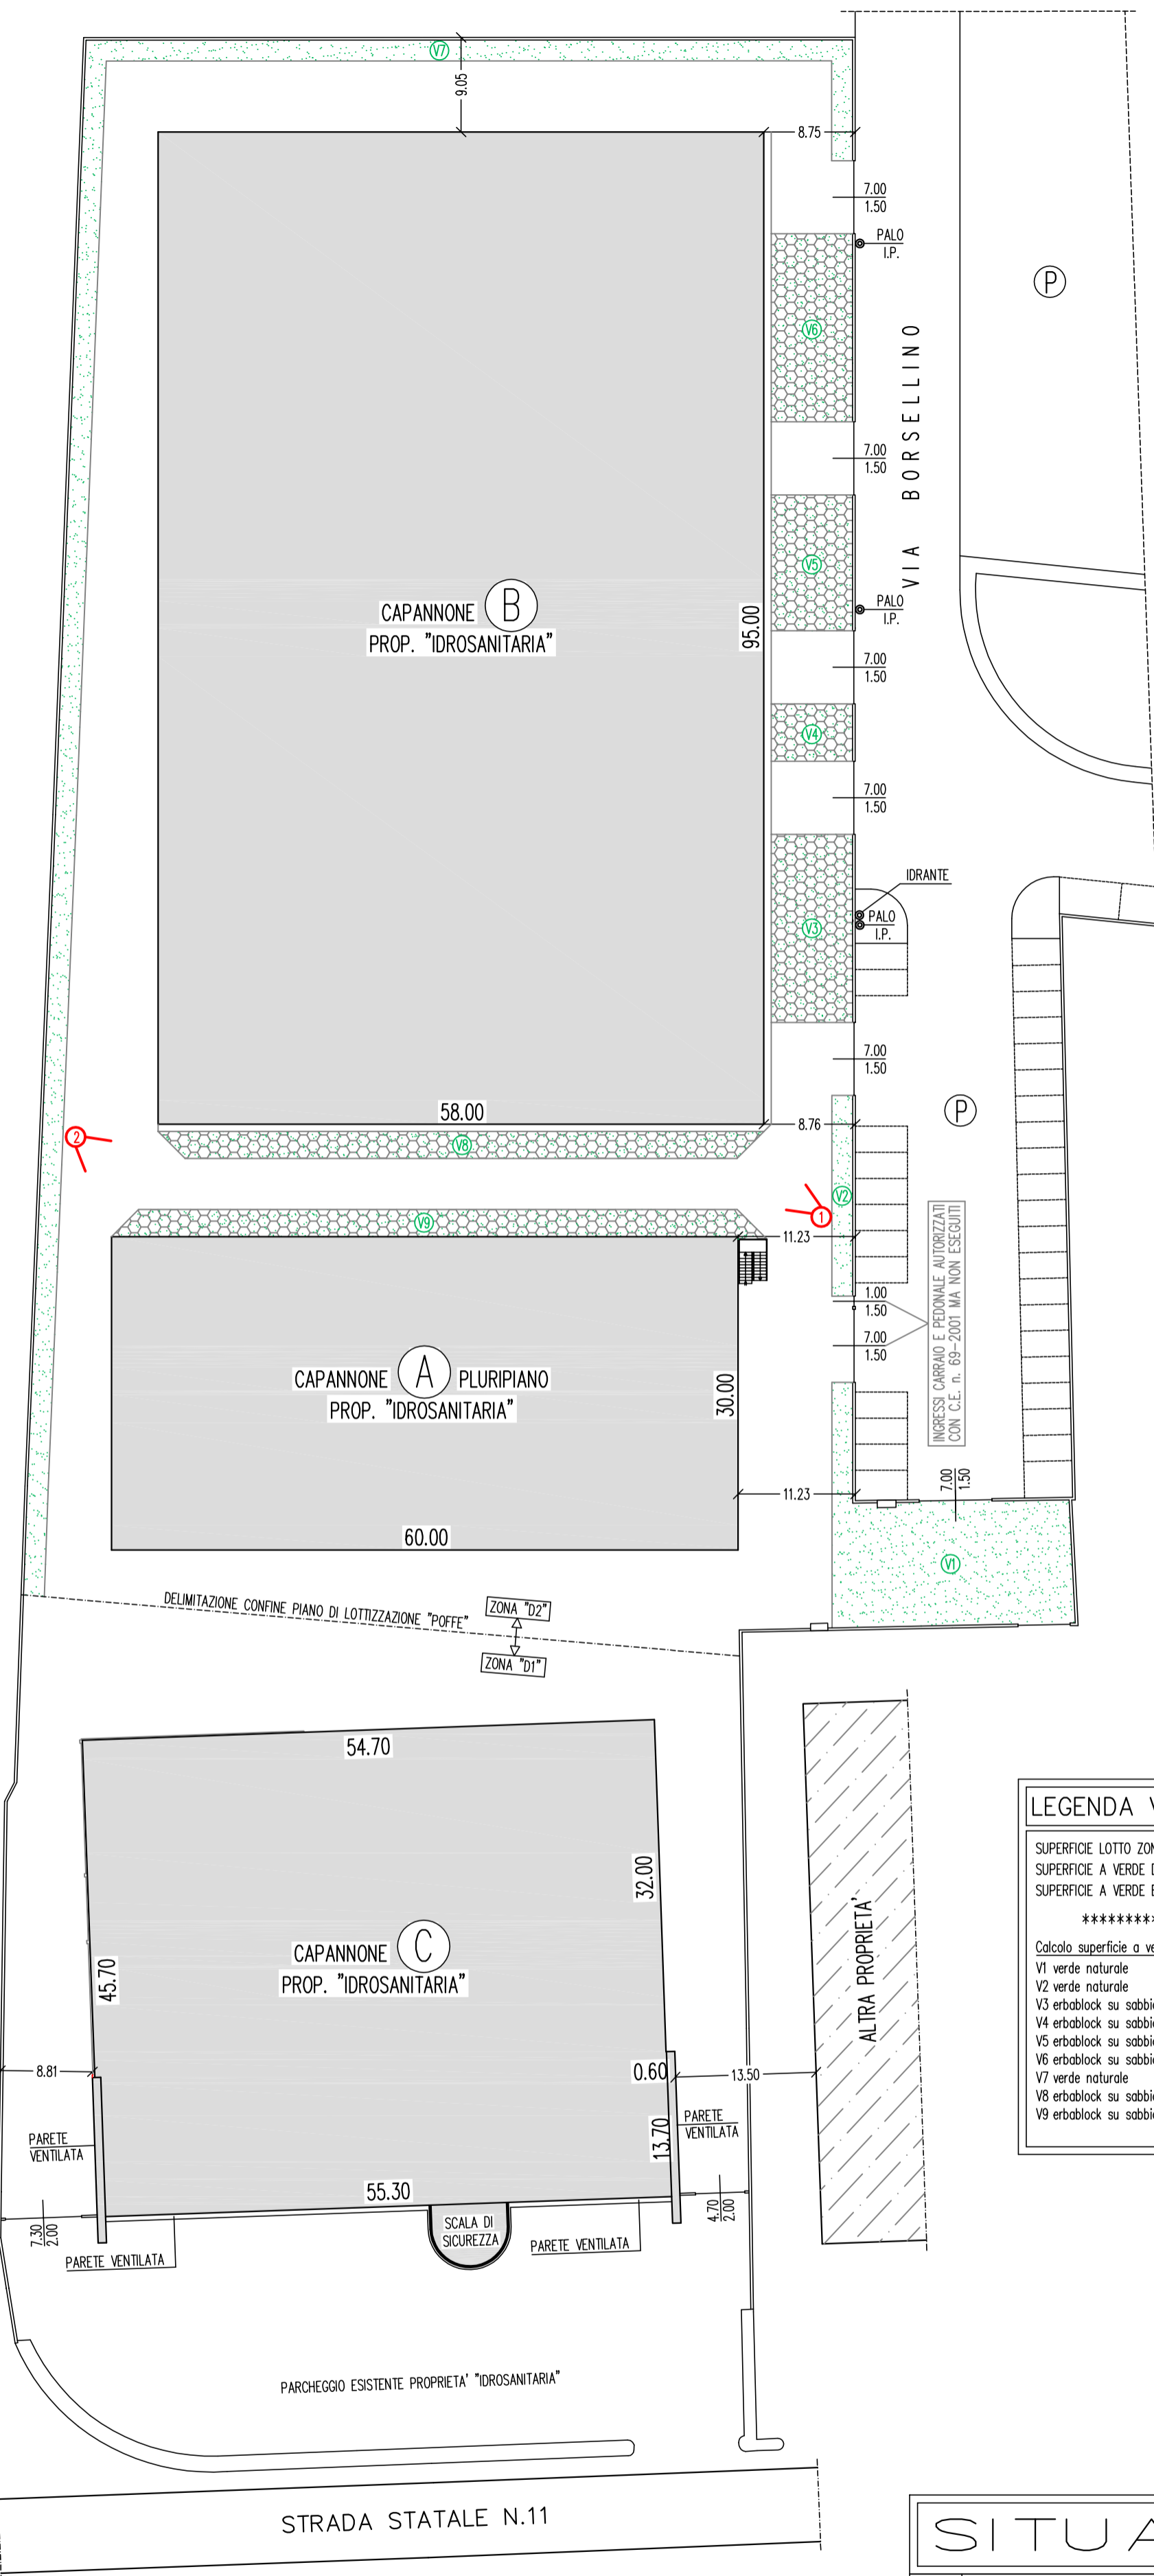 V7
9.05
8.75
7.00
1.50
PALO
I.P.
P
V6
VIA BORSELLINO
7.00
1.50
V5
CAPANNONE B
PROP. "IDROSANITARIA"
95.00
PALO
I.P.
7.00
1.50
V4
7.00
1.50
IDRANTE
PALO
I.P.
V3
7.00
1.50
58.00
8.76
P
2
V8
V2
1
V9
11.23
INGRESSI CARRAIO E PEDONALE AUTORIZZATI
CON C.E. n. 69-2001 MA NON ESEGUITI
1.00
1.50
7.00
1.50
CAPANNONE A PLURIPIANO
PROP. "IDROSANITARIA"
30.00
11.23
7.00
1.50
60.00
V1
DELIMITAZIONE CONFINE PIANO DI LOTTIZZAZIONE "POFFE"
ZONA "D2"
ZONA "D1"
54.70
32.00
CAPANNONE C
PROP. "IDROSANITARIA"
45.70
ALTRA PROPRIETA'
8.81
0.60
13.50
PARETE
VENTILATA
13.70
PARETE
VENTILATA
55.30
7.30
2.00
4.70
2.00
SCALA DI
SICUREZZA
PARETE VENTILATA
PARETE VENTILATA
PARCHEGGIO ESISTENTE PROPRIETA' "IDROSANITARIA"
STRADA STATALE N.11
LEGENDA
SUPERFICIE LOTTO
SUPERFICIE A VERDE
SUPERFICIE A VERDE
*********
Calcolo superficie a
V1 verde naturale
V2 verde naturale
V3 erbablock su
V4 erbablock su
V5 erbablock su
V6 erbablock su
V7 verde naturale
V8 erbablock su
V9 erbablock su